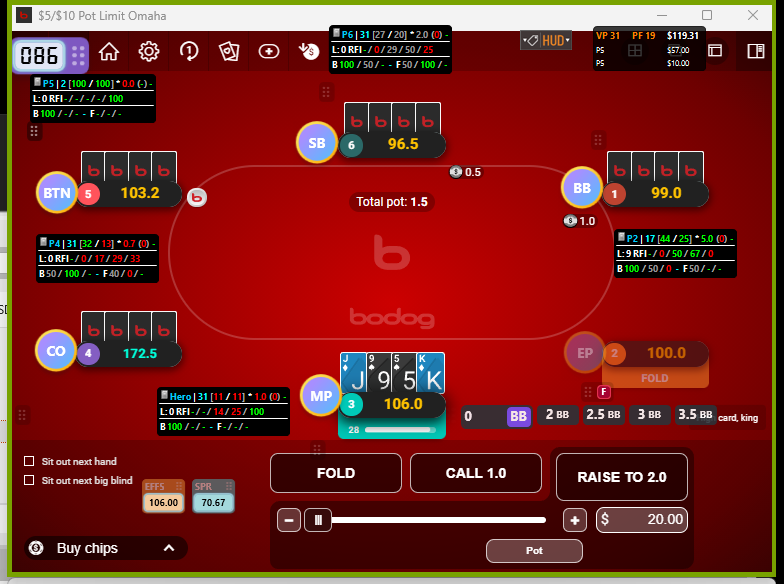 $5/$10 Pot Limit Omaha
086
1
HUD
P6 | 31 [27 / 20] * 2.0 (0) -
L: 0 RFI - / 0 / 29 / 50 / 25
B 100 / 50 / - - F 50 / 100 / -
VP 31 PF 19 $119.31
PS $57.00
PS $10.00
P5 | 2 [100 / 100] * 0.0 (-) -
L: 0 RFI - / - / - / - / 100
B 100 / - / - - F - / - / -
SB
6
96.5
0.5
BTN
5
103.2
b
BB
1
99.0
1.0
Total pot: 1.5
P4 | 31 [32 / 13] * 0.7 (0) -
L: 0 RFI - / 0 / 17 / 29 / 33
B 50 / 100 / - - F 40 / 0 / -
P2 | 17 [44 / 25] * 5.0 (0) -
L: 9 RFI - / 0 / 50 / 67 / 0
B 100 / 50 / 0 - F 50 / - / -
b
bodog
CO
4
172.5
EP
2
100.0
FOLD
J 9 5 K
J 9 5 K
MP
3
106.0
28
Hero | 31 [11 / 11] * 1.0 (0) -
L: 0 RFI - / - / 14 / 25 / 100
B 100 / - / - - F - / - / -
F
0 BB 2 BB 2.5 BB 3 BB 3.5 BB
card, king
Sit out next hand
Sit out next big blind
EFFS
106.00
SPR
70.67
FOLD
CALL 1.0
RAISE TO 2.0
$ 20.00
Pot
Buy chips